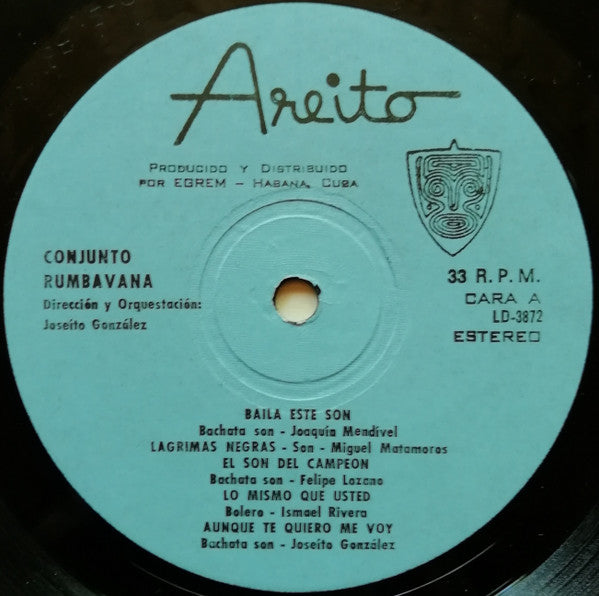 Areito
PRODUCIDO Y DISTRIBUIDO
POR EGREM - HABANA, CUBA
CONJUNTO
RUMBAVANA
Dirección y Orquestación:
Joseíto González
33 R. P. M.
CARA A
LD-3872
ESTEREO
BAILA ESTE SON
Bachata son - Joaquín Mendível
LAGRIMAS NEGRAS - Son - Miguel Matamoros
EL SON DEL CAMPEON
Bachata son - Felipe Lozano
LO MISMO QUE USTED
Bolero - Ismael Rivera
AUNQUE TE QUIERO ME VOY
Bachata son - Joseíto González